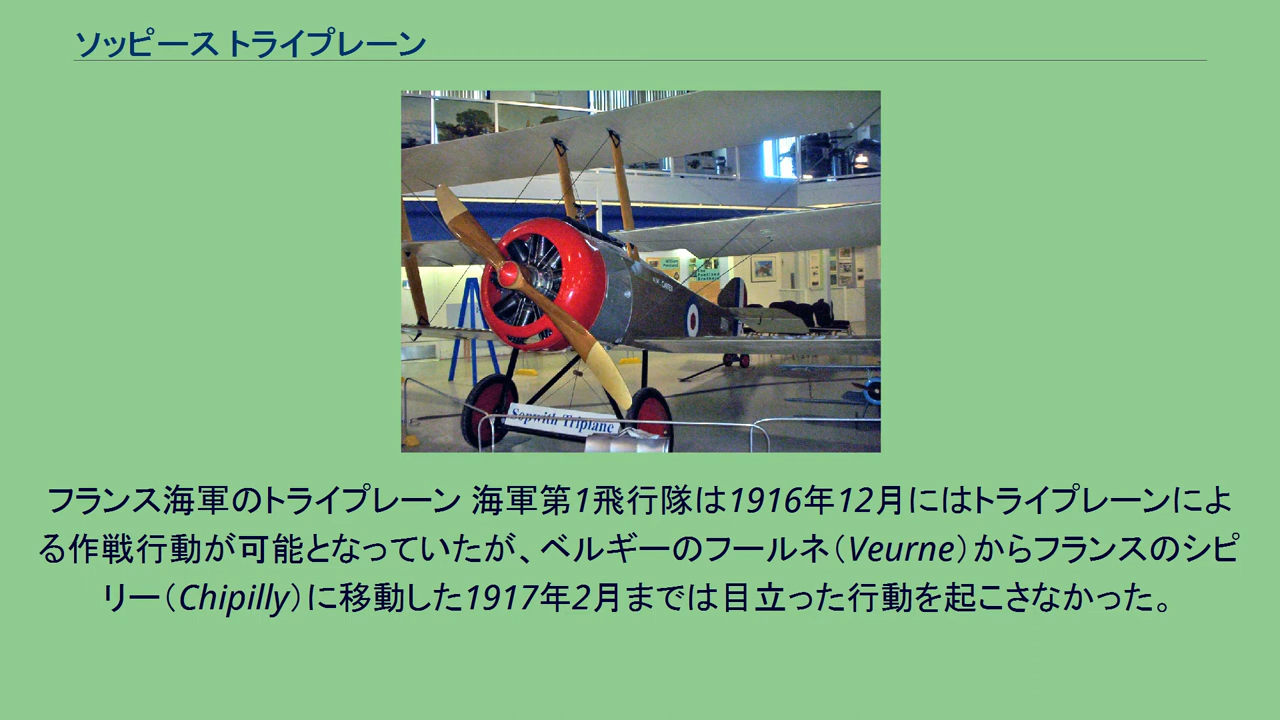 ソッピース トライプレーン
Sopwith Triplane
フランス海軍のトライプレーン 海軍第1飛行隊は1916年12月にはトライプレーンによ
る作戦行動が可能となっていたが、ベルギーのフールネ（Veurne）からフランスのシピ
リー（Chipilly）に移動した1917年2月までは目立った行動を起こさなかった。